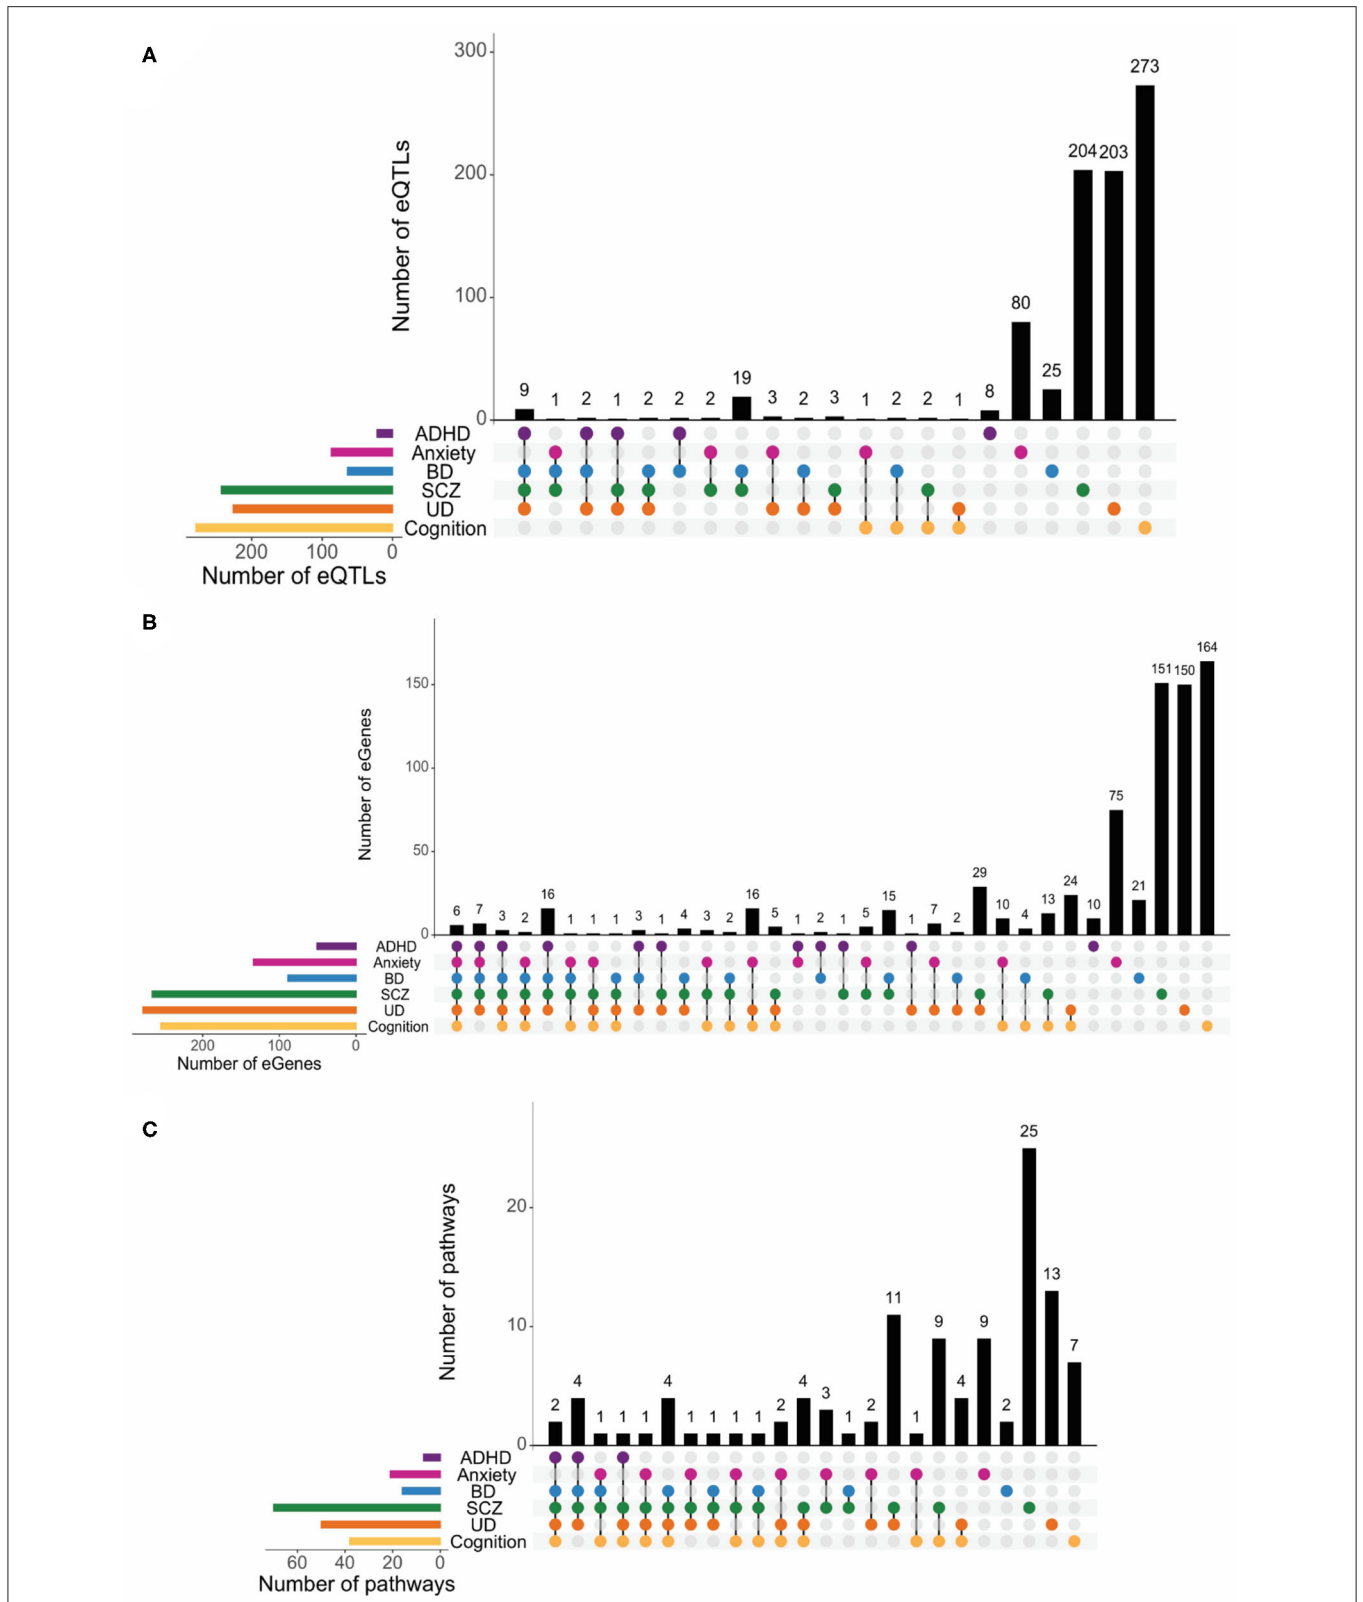 A
Number of eQTLs
300
200
100
0
9 1 2 1 2 2 2 19 3 2 3 1 2 2 1 8 80 25 204 203 273
ADHD
Anxiety
BD
SCZ
UD
Cognition
200 100 0
Number of eQTLs
B
Number of eGenes
150
100
50
0
6 7 3 2 16 1 1 1 3 1 4 3 2 16 5 1 2 1 5 15 1 7 2 29 10 4 13 24 10 75 21 151 150 164
ADHD
Anxiety
BD
SCZ
UD
Cognition
200 100 0
Number of eGenes
C
Number of pathways
20
10
0
2 4 1 1 1 4 1 1 1 1 2 4 3 1 2 11 1 9 4 9 2 25 13 7
ADHD
Anxiety
BD
SCZ
UD
Cognition
60 40 20 0
Number of pathways